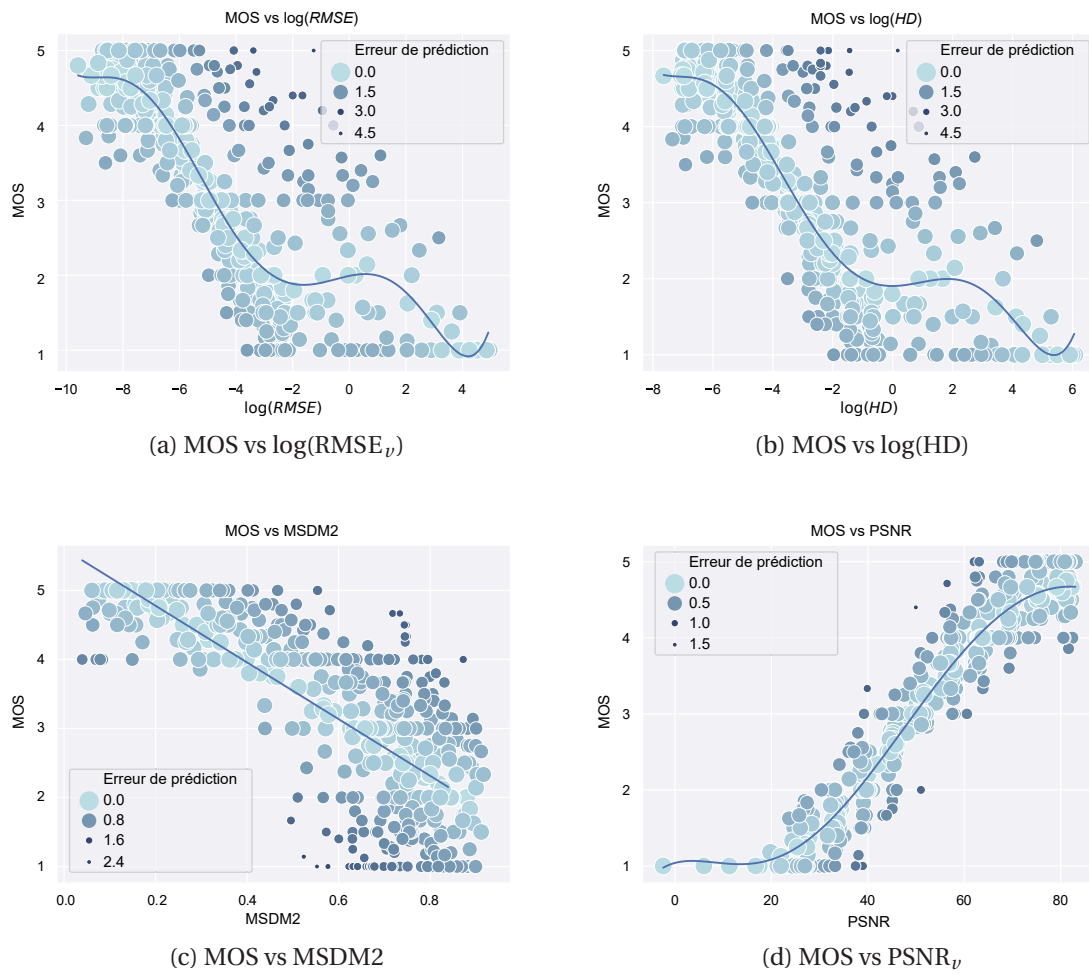 MOS vs log(RMSE)
MOS
5
4
3
2
1
Erreur de prédiction
0.0
1.5
3.0
4.5
−10 −8 −6 −4 −2 0 2 4
log(RMSE)
(a) MOS vs log(RMSEν)
MOS vs log(HD)
MOS
5
4
3
2
1
Erreur de prédiction
0.0
1.5
3.0
4.5
−8 −6 −4 −2 0 2 4 6
log(HD)
(b) MOS vs log(HD)
MOS vs MSDM2
MOS
5
4
3
2
1
Erreur de prédiction
0.0
0.8
1.6
2.4
0.0 0.2 0.4 0.6 0.8
MSDM2
(c) MOS vs MSDM2
MOS vs PSNR
MOS
5
4
3
2
1
Erreur de prédiction
0.0
0.5
1.0
1.5
0 20 40 60 80
PSNR
(d) MOS vs PSNRν